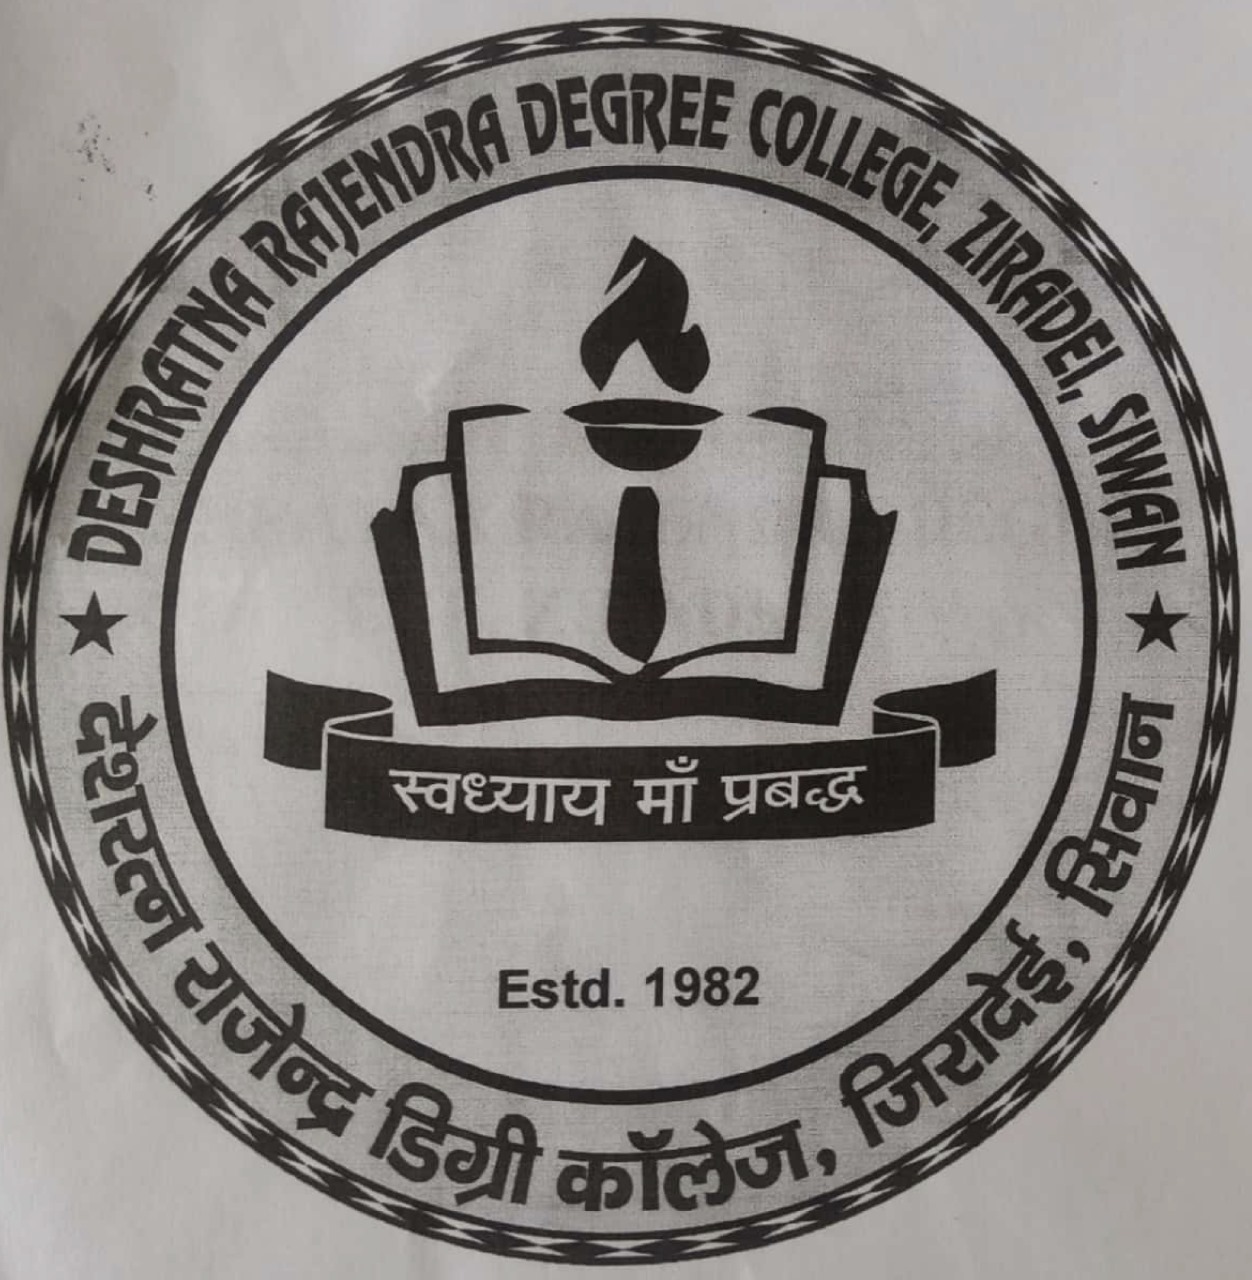 DESHRATNA RAJENDRA DEGREE COLLEGE, ZIRADEI, SIWAN
स्वध्याय माँ प्रबद्ध
Estd. 1982
देशरत्न राजेन्द्र डिग्री कॉलेज, जिरादेई, सिवान